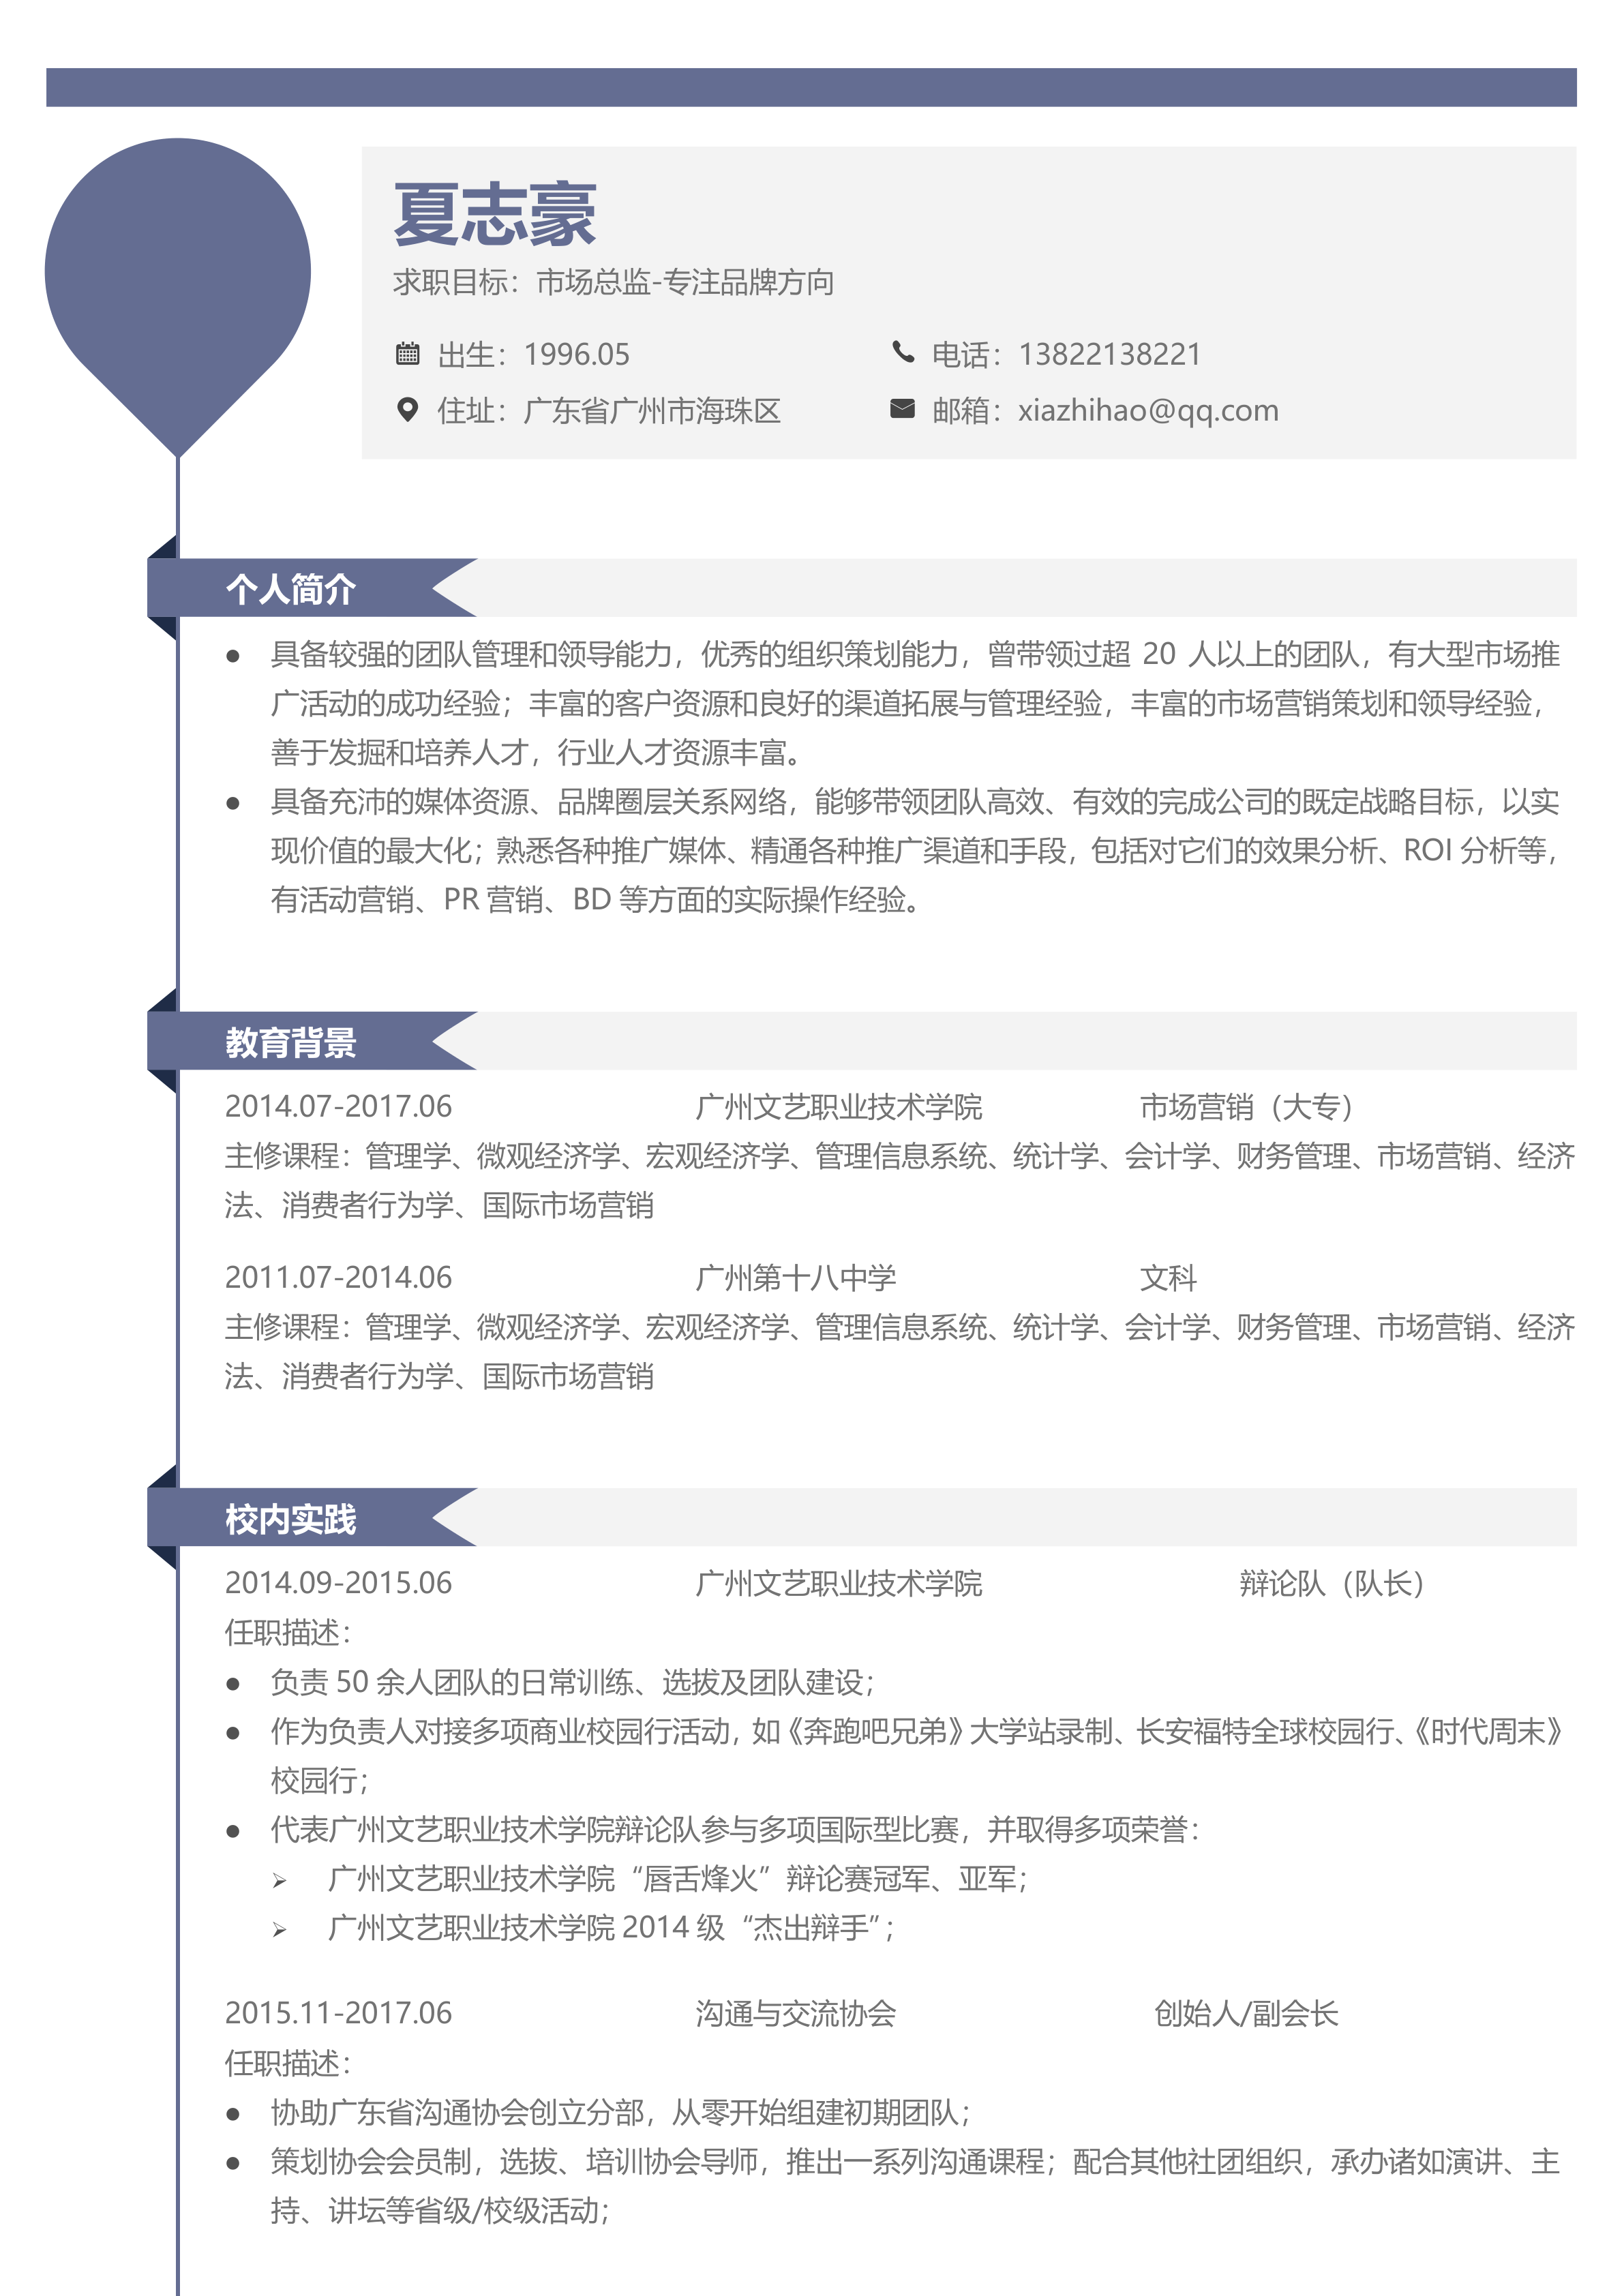 夏志豪
求职目标：市场总监-专注品牌方向
出生：1996.05 电话：13822138221
住址：广东省广州市海珠区 邮箱：xiazhihao@qq.com
个人简介
● 具备较强的团队管理和领导能力，优秀的组织策划能力，曾带领过超 20 人以上的团队，有大型市场推
广活动的成功经验；丰富的客户资源和良好的渠道拓展与管理经验，丰富的市场营销策划和领导经验，
善于发掘和培养人才，行业人才资源丰富。
● 具备充沛的媒体资源、品牌圈层关系网络，能够带领团队高效、有效的完成公司的既定战略目标，以实
现价值的最大化；熟悉各种推广媒体、精通各种推广渠道和手段，包括对它们的效果分析、ROI 分析等，
有活动营销、PR 营销、BD 等方面的实际操作经验。
教育背景
2014.07-2017.06 广州文艺职业技术学院 市场营销（大专）
主修课程：管理学、微观经济学、宏观经济学、管理信息系统、统计学、会计学、财务管理、市场营销、经济
法、消费者行为学、国际市场营销
2011.07-2014.06 广州第十八中学 文科
主修课程：管理学、微观经济学、宏观经济学、管理信息系统、统计学、会计学、财务管理、市场营销、经济
法、消费者行为学、国际市场营销
校内实践
2014.09-2015.06 广州文艺职业技术学院 辩论队（队长）
任职描述：
● 负责 50 余人团队的日常训练、选拔及团队建设；
● 作为负责人对接多项商业校园行活动，如《奔跑吧兄弟》大学站录制、长安福特全球校园行、《时代周末》
校园行；
● 代表广州文艺职业技术学院辩论队参与多项国际型比赛，并取得多项荣誉：
➢ 广州文艺职业技术学院“唇舌烽火”辩论赛冠军、亚军；
➢ 广州文艺职业技术学院 2014 级“杰出辩手”；
2015.11-2017.06 沟通与交流协会 创始人/副会长
任职描述：
● 协助广东省沟通协会创立分部，从零开始组建初期团队；
● 策划协会会员制，选拔、培训协会导师，推出一系列沟通课程；配合其他社团组织，承办诸如演讲、主
持、讲坛等省级/校级活动；